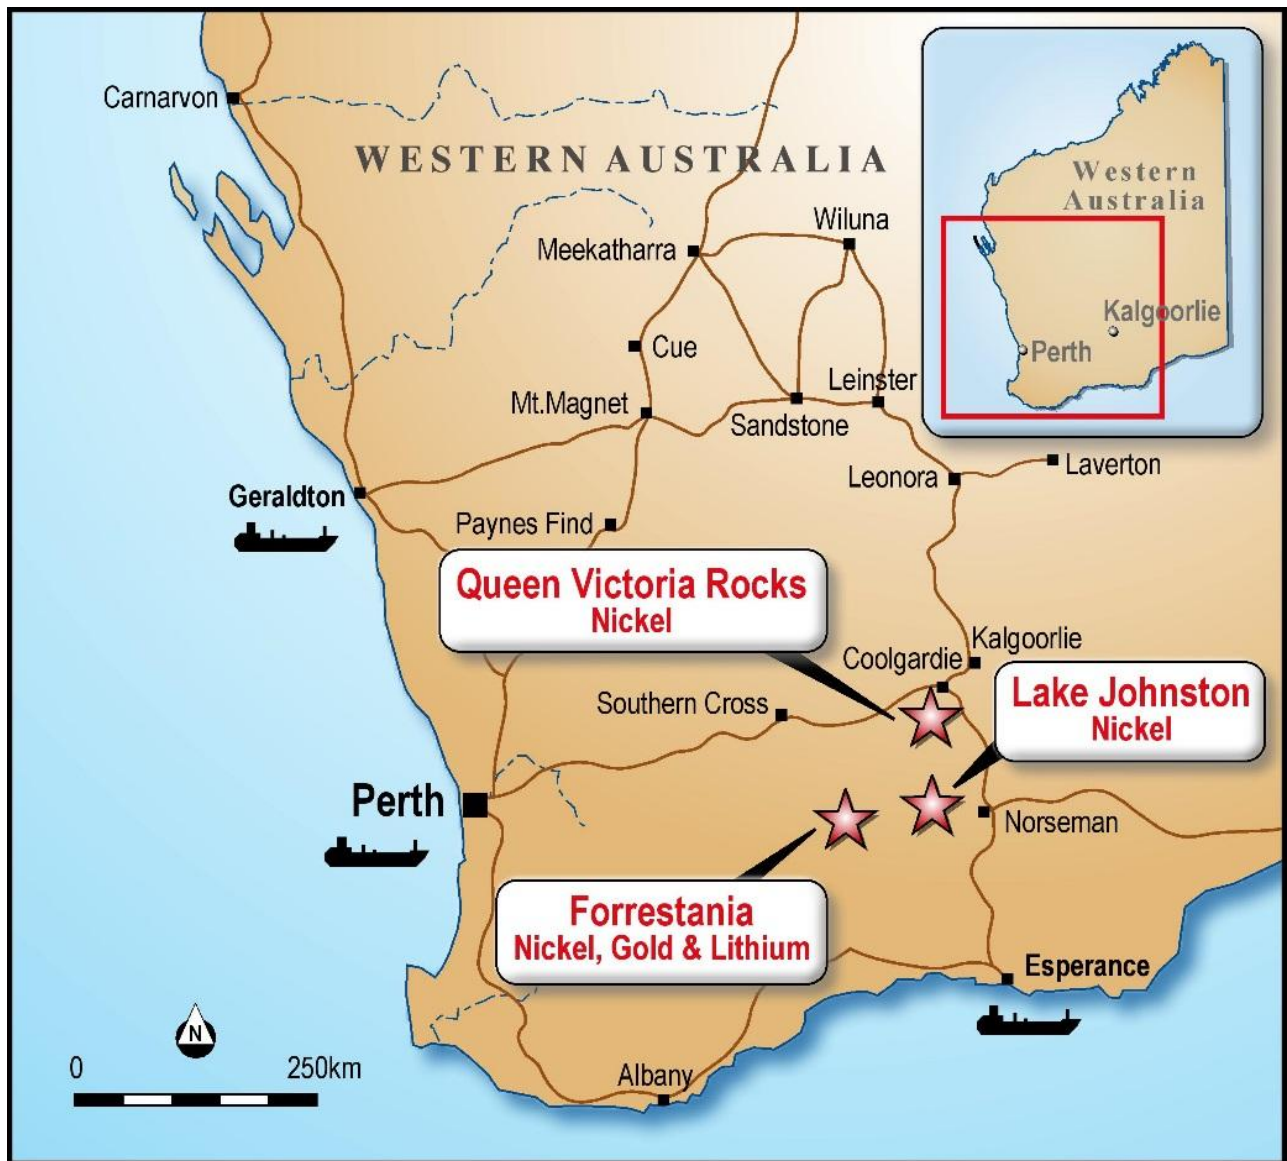 Carnarvon
WESTERN AUSTRALIA
Western
Australia
Kalgoorlie
Perth
Wiluna
Meekatharra
Cue
Leinster
Mt.Magnet
Sandstone
Laverton
Leonora
Geraldton
Paynes Find
Queen Victoria Rocks
Nickel
Kalgoorlie
Coolgardie
Lake Johnston
Nickel
Southern Cross
Perth
Norseman
Forrestania
Nickel, Gold & Lithium
Esperance
N
0 250km
Albany